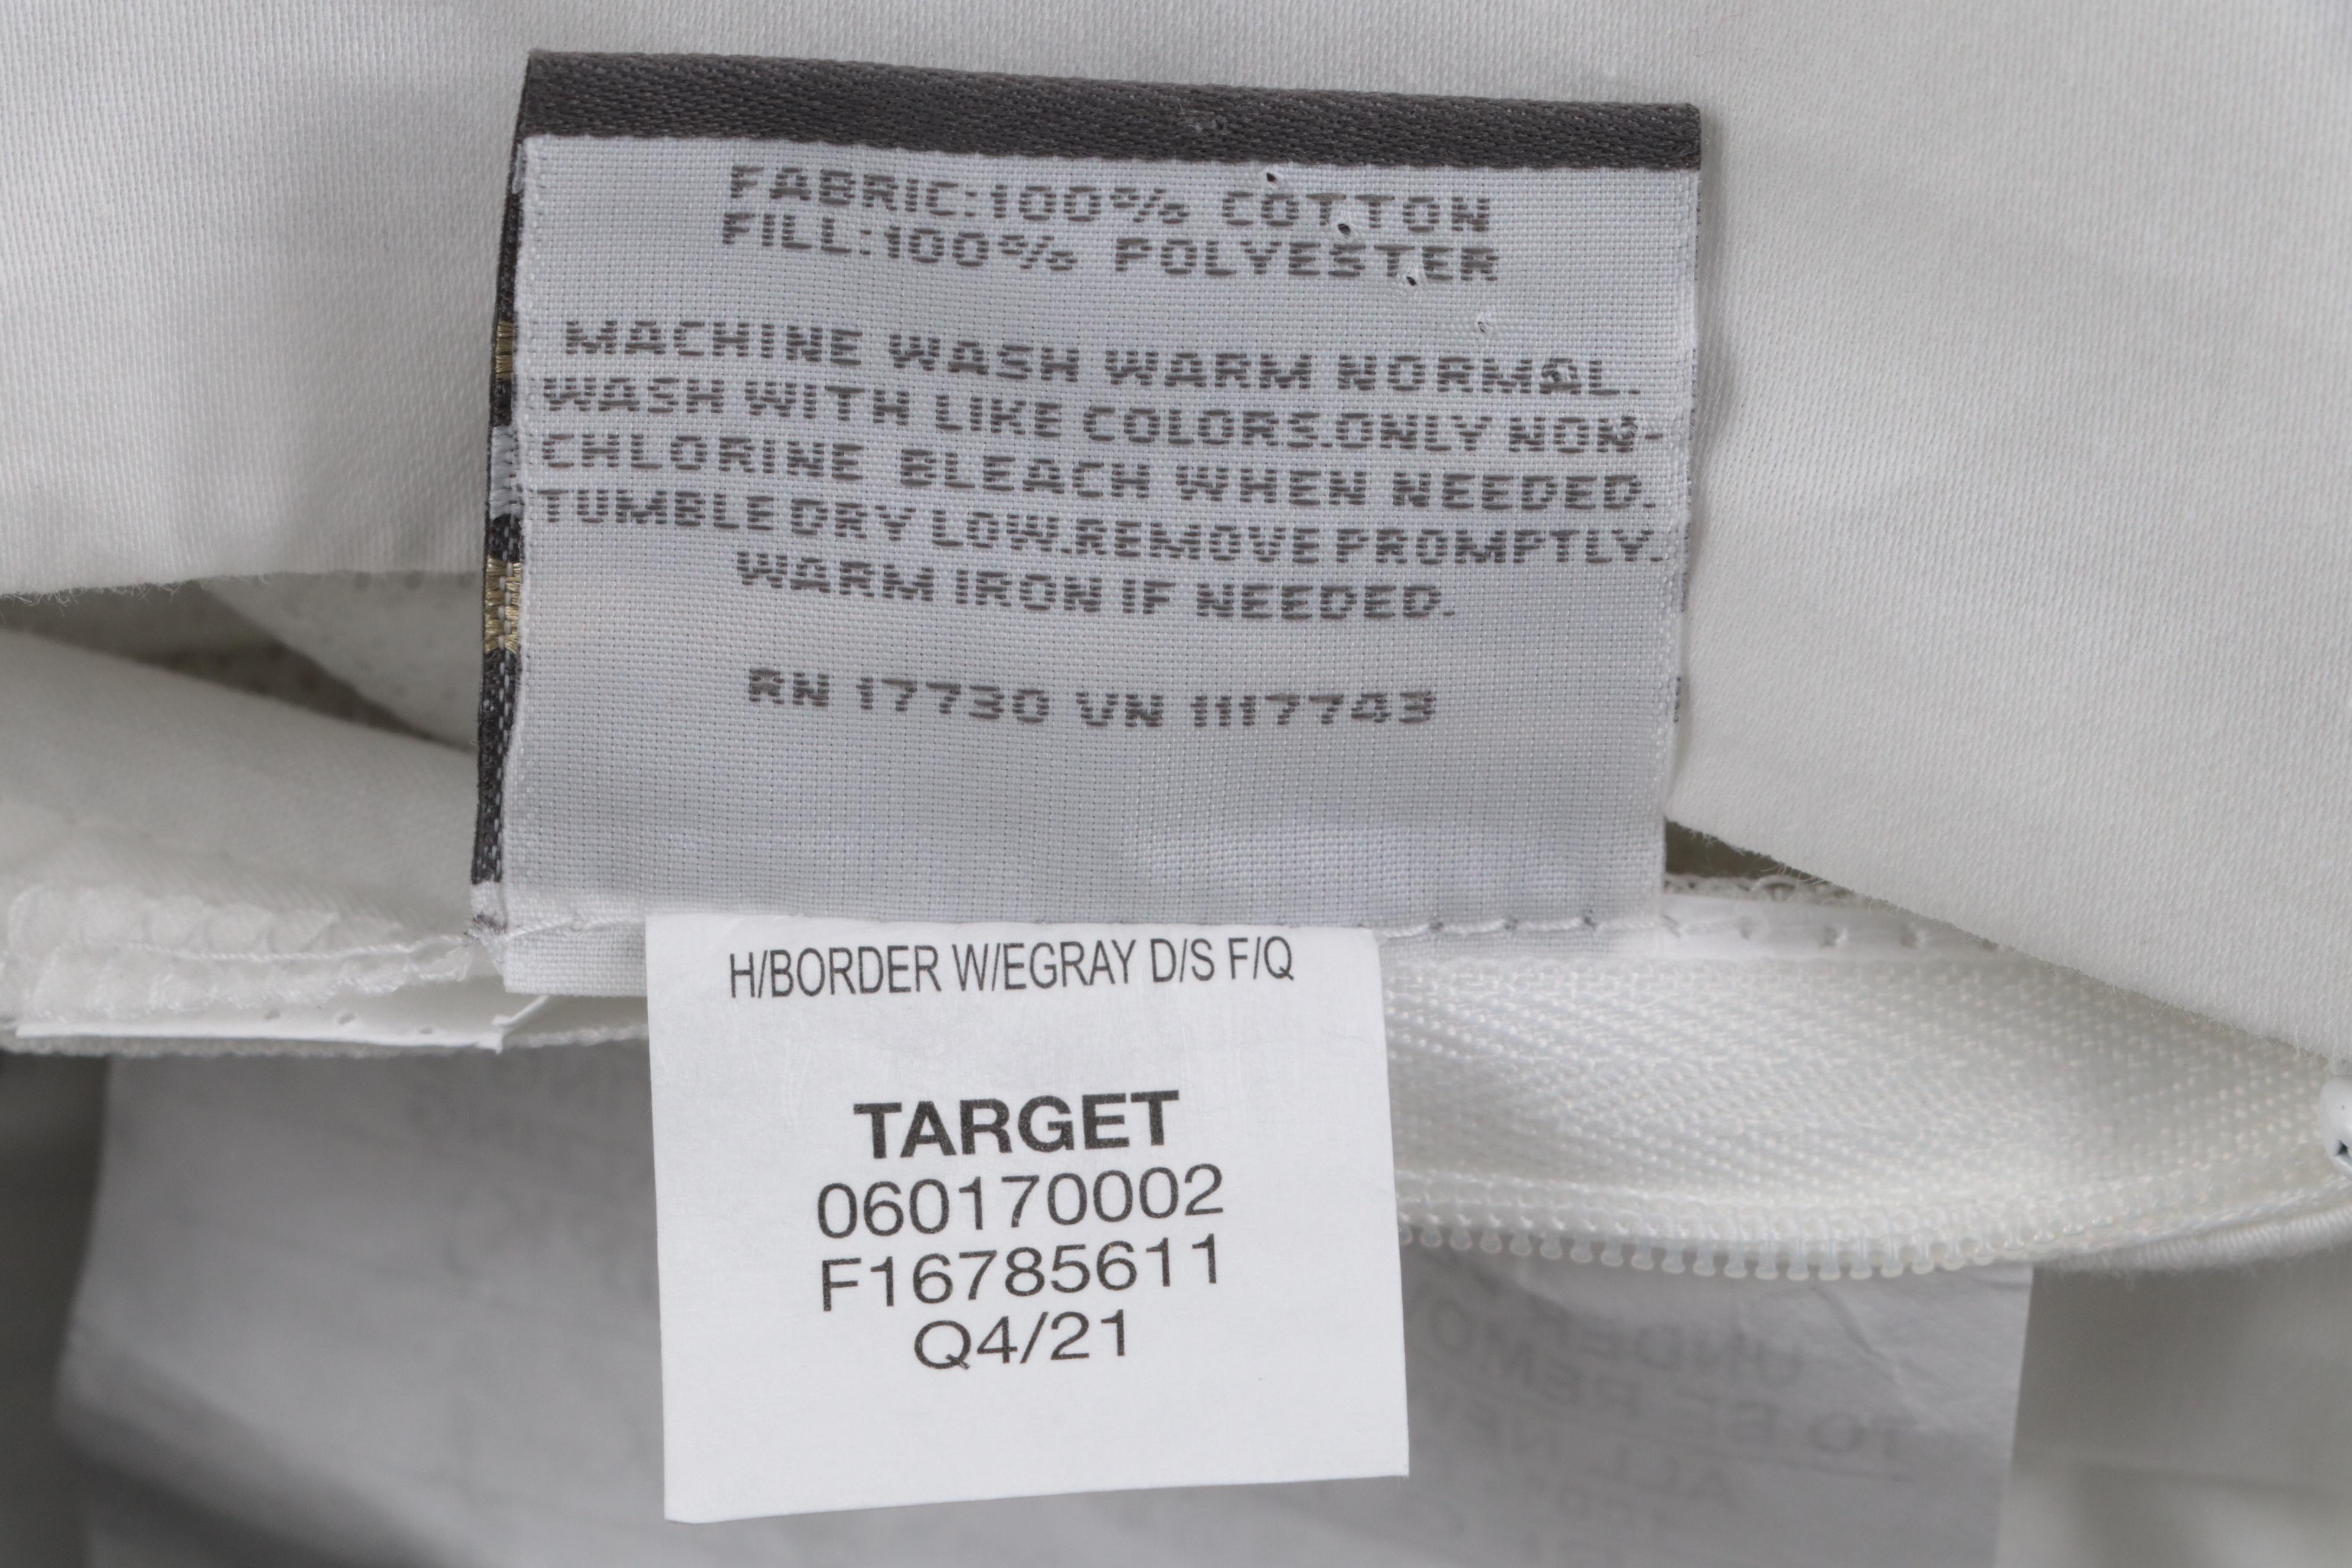 FABRIC:100% COTTON
FILL:100% POLYESTER
MACHINE WASH WARM NORMAL.
WASH WITH LIKE COLORS.ONLY NON-
CHLORINE BLEACH WHEN NEEDED.
TUMBLE DRY LOW.REMOVE PROMPTLY.
WARM IRON IF NEEDED.
RN 17730 VN 1117743
H/BORDER W/EGRAY D/S F/Q
TARGET
060170002
F16785611
Q4/21